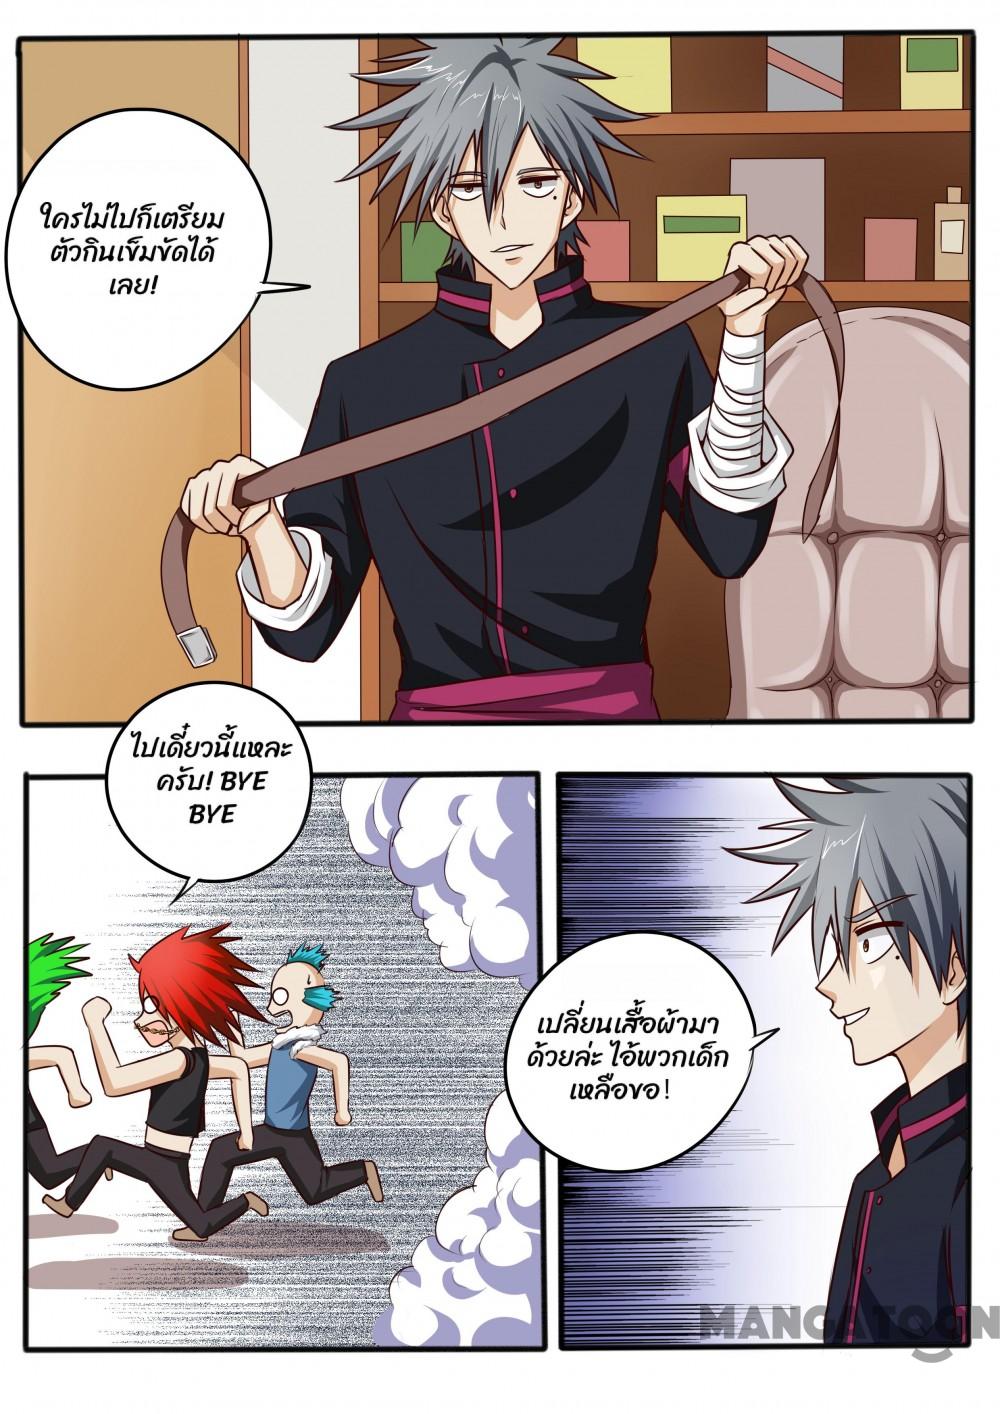 ใครไม่ไปก็เตรียม
ตัวกินเข็มขัดได้
เลย!
ไปเดี๋ยวนี้แหละ
ครับ! BYE
BYE
เปลี่ยนเสื้อผ้ามา
ด้วยล่ะ ไอ้พวกเด็ก
เหลือขอ!
MANGATOON